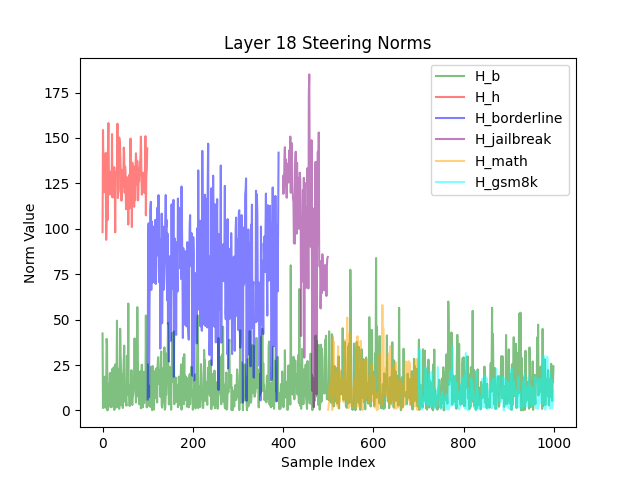 Layer 18 Steering Norms
Norm Value
175
150
125
100
75
50
25
0
H_b
H_h
H_borderline
H_jailbreak
H_math
H_gsm8k
0
200
400
600
800
1000
Sample Index